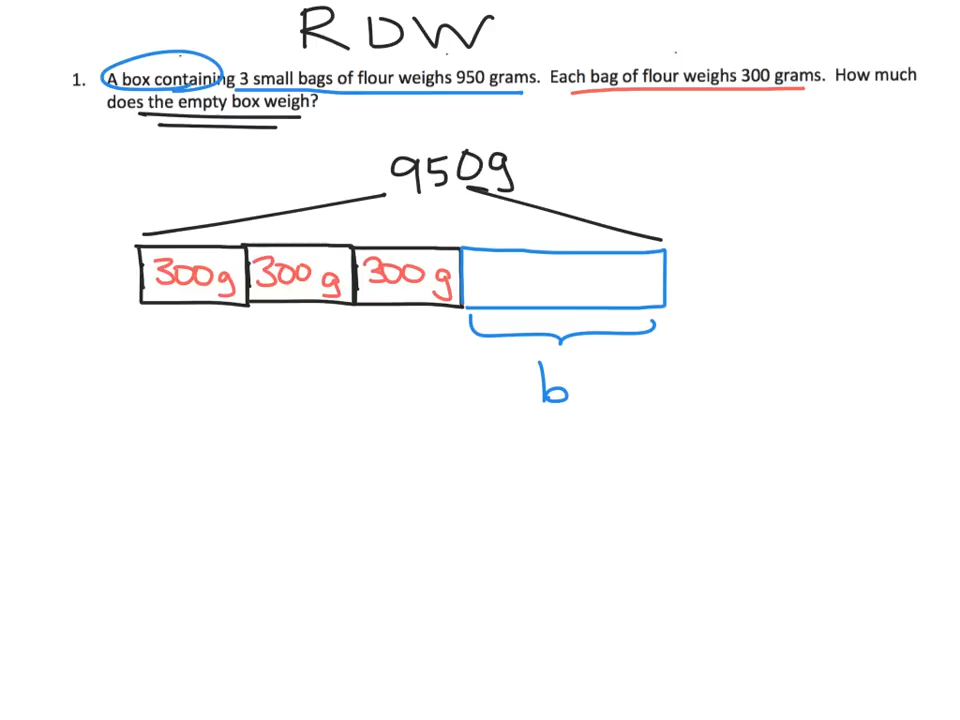 RDW
1. A box containing 3 small bags of flour weighs 950 grams. Each bag of flour weighs 300 grams. How much
does the empty box weigh?
950g
300g 300g 300g
b